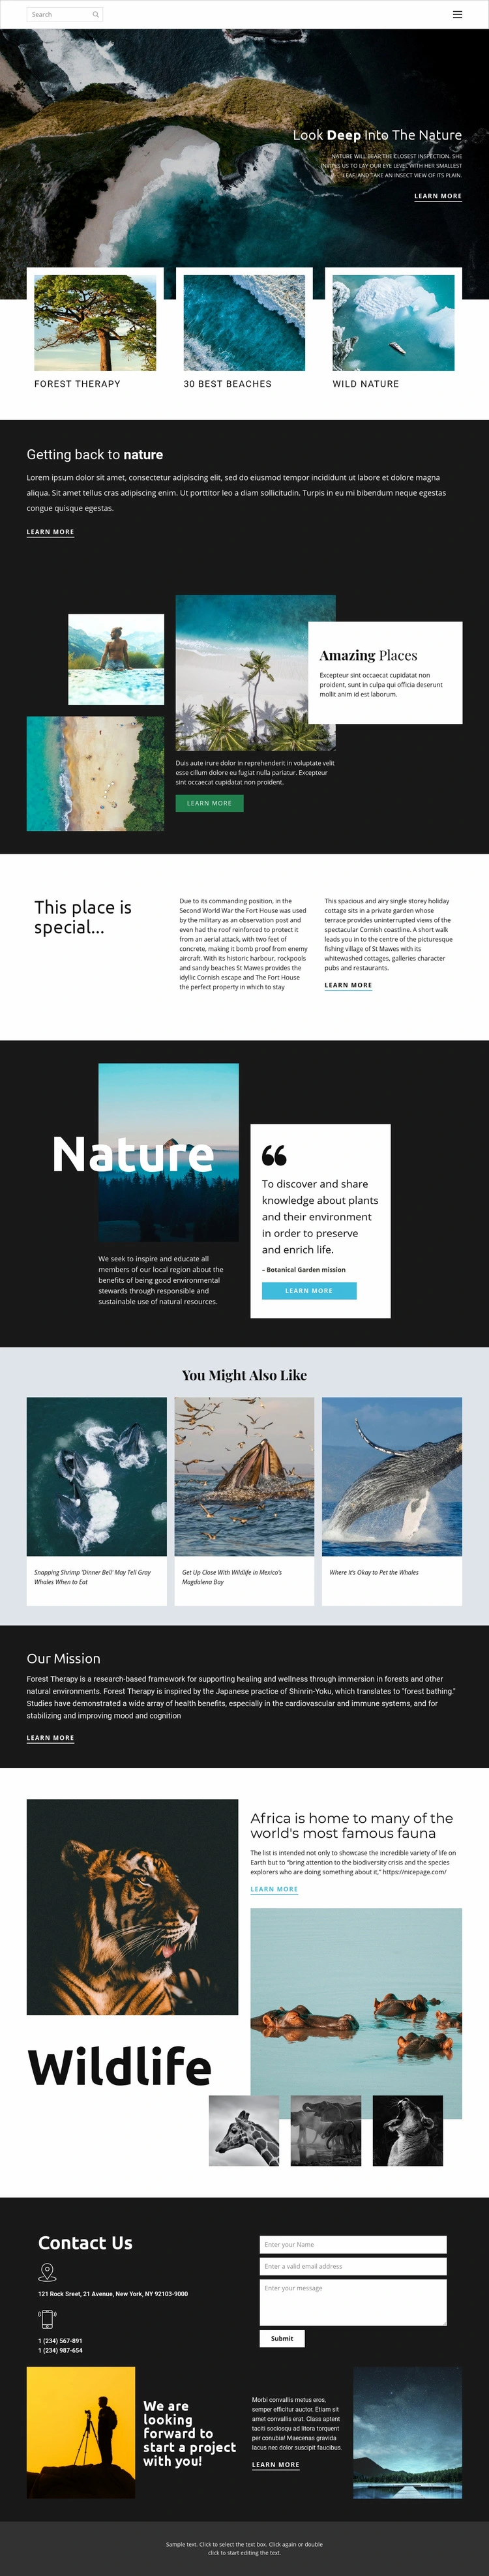 Search
Look Deep Into The Nature
NATURE WILL BEAR THE CLOSEST INSPECTION. SHE
INVITES US TO LAY OUR EYE LEVEL WITH HER SMALLEST
LEAF, AND TAKE AN INSECT VIEW OF ITS PLAIN.
LEARN MORE
FOREST THERAPY
30 BEST BEACHES
WILD NATURE
Getting back to nature
Lorem ipsum dolor sit amet, consectetur adipiscing elit, sed do eiusmod tempor incididunt ut labore et dolore magna
aliqua. Sit amet tellus cras adipiscing enim. Ut porttitor leo a diam sollicitudin. Turpis in eu mi bibendum neque egestas
congue quisque egestas.
LEARN MORE
Amazing Places
Excepteur sint occaecat cupidatat non
proident, sunt in culpa qui officia deserunt
mollit anim id est laborum.
Duis aute irure dolor in reprehenderit in voluptate velit
esse cillum dolore eu fugiat nulla pariatur. Excepteur
sint occaecat cupidatat non proident.
LEARN MORE
This place is
special...
Due to its commanding position, in the
Second World War the Fort House was used
by the military as an observation post and
even had the roof reinforced to protect it
from an aerial attack, with two feet of
concrete, making it bomb proof from enemy
aircraft. With its historic harbour, rockpools
and sandy beaches St Mawes provides the
idyllic Cornish escape and The Fort House
the perfect property in which to stay
This spacious and airy single storey holiday
cottage sits in a private garden whose
terrace provides uninterrupted views of the
spectacular Cornish coastline. A short walk
leads you in to the centre of the picturesque
fishing village of St Mawes with its
whitewashed cottages, galleries character
pubs and restaurants.
LEARN MORE
Nature
We seek to inspire and educate all
members of our local region about the
benefits of being good environmental
stewards through responsible and
sustainable use of natural resources.
To discover and share
knowledge about plants
and their environment
in order to preserve
and enrich life.
– Botanical Garden mission
LEARN MORE
You Might Also Like
Snapping Shrimp 'Dinner Bell' May Tell Gray
Whales When to Eat
Get Up Close With Wildlife in Mexico's
Magdalena Bay
Where It's Okay to Pet the Whales
Our Mission
Forest Therapy is a research-based framework for supporting healing and wellness through immersion in forests and other
natural environments. Forest Therapy is inspired by the Japanese practice of Shinrin-Yoku, which translates to "forest bathing."
Studies have demonstrated a wide array of health benefits, especially in the cardiovascular and immune systems, and for
stabilizing and improving mood and cognition
LEARN MORE
Africa is home to many of the
world's most famous fauna
The list is intended not only to showcase the incredible variety of life on
Earth but to "bring attention to the biodiversity crisis and the species
explorers who are doing something about it," https://nicepage.com/
LEARN MORE
Wildlife
Contact Us
121 Rock Sreet, 21 Avenue, New York, NY 92103-9000
1 (234) 567-891
1 (234) 987-654
Enter your Name
Enter a valid email address
Enter your message
Submit
We are
looking
forward to
start a project
with you!
Morbi convallis metus eros,
semper efficitur auctor. Etiam sit
amet convallis erat. Class aptent
taciti sociosqu ad litora torquent
per conubia! Maecenas gravida
lacus nec dolor suscipit faucibus.
LEARN MORE
Sample text. Click to select the text box. Click again or double
click to start editing the text.